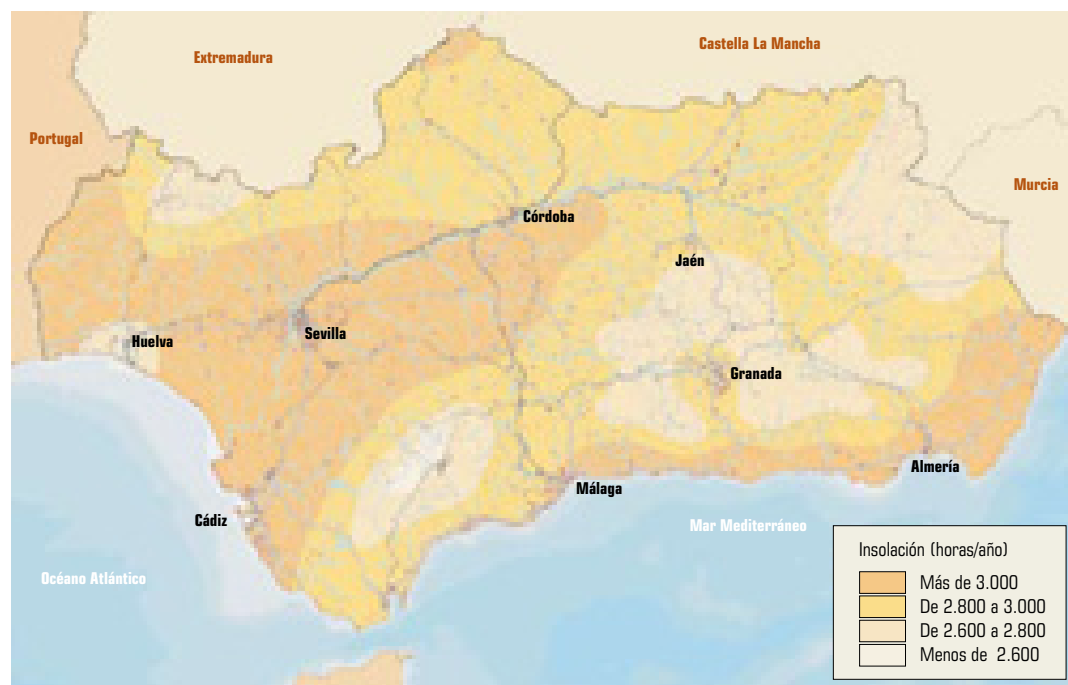 Extremadura
Castella La Mancha
Portugal
Murcia
Córdoba
Jaén
Sevilla
Huelva
Granada
Almería
Málaga
Cádiz
Mar Mediterráneo
Océano Atlántico
Insolación (horas/año)
Más de 3.000
De 2.800 a 3.000
De 2.600 a 2.800
Menos de 2.600